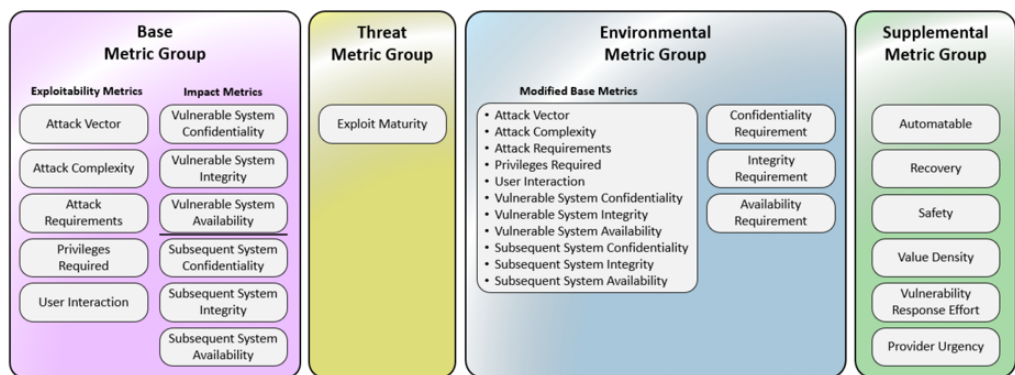 Base
Metric Group
Exploitability Metrics
Attack Vector
Attack Complexity
Attack
Requirements
Privileges
Required
User Interaction
Impact Metrics
Vulnerable System
Confidentiality
Vulnerable System
Integrity
Vulnerable System
Availability
Subsequent System
Confidentiality
Subsequent System
Integrity
Subsequent System
Availability
Threat
Metric Group
Exploit Maturity
Environmental
Metric Group
Modified Base Metrics
• Attack Vector
• Attack Complexity
• Attack Requirements
• Privileges Required
• User Interaction
• Vulnerable System Confidentiality
• Vulnerable System Integrity
• Vulnerable System Availability
• Subsequent System Confidentiality
• Subsequent System Integrity
• Subsequent System Availability
Confidentiality
Requirement
Integrity
Requirement
Availability
Requirement
Supplemental
Metric Group
Automatable
Recovery
Safety
Value Density
Vulnerability
Response Effort
Provider Urgency